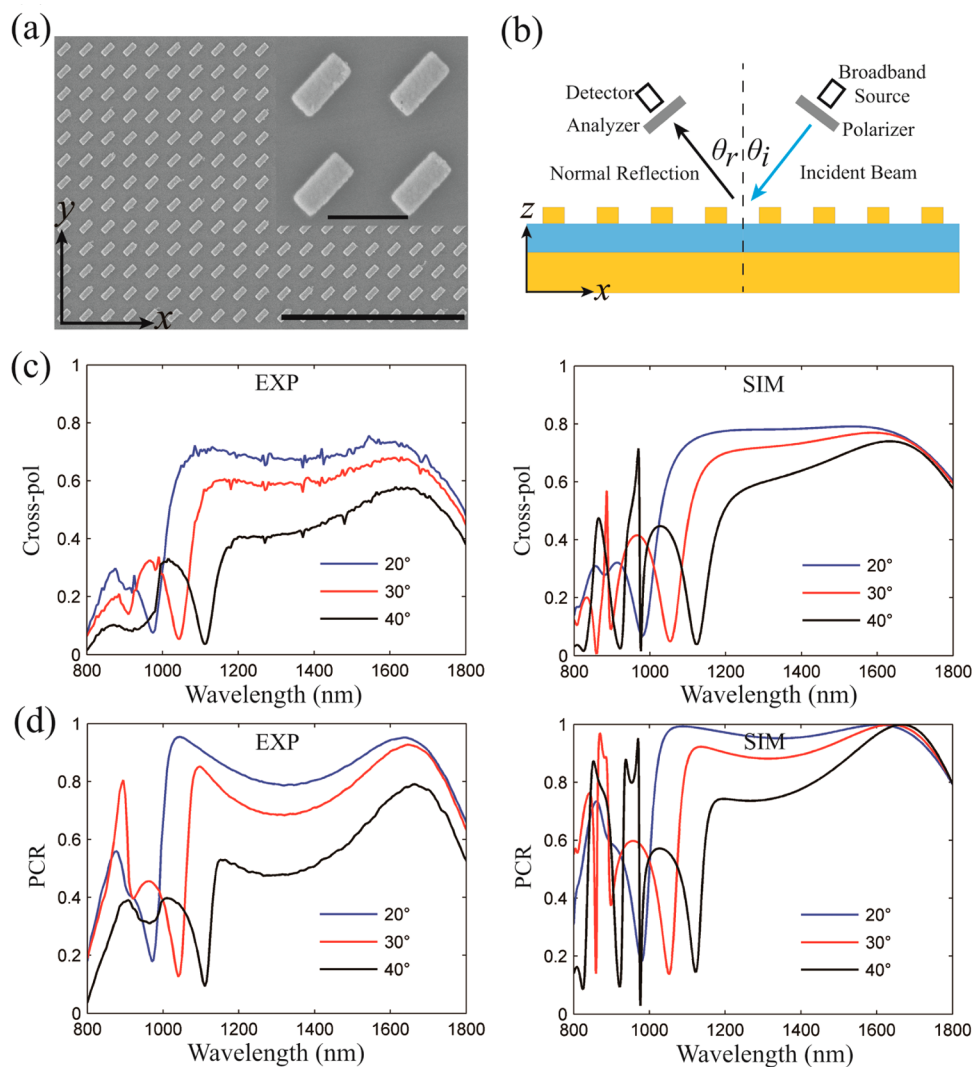 (a)
y
x
(b)
Detector
Analyzer
Broadband
Source
Polarizer
θr θi
Normal Reflection
Incident Beam
z
x
(c)
EXP
Cross-pol
1
0.8
0.6
0.4
0.2
0
20°
30°
40°
800 1000 1200 1400 1600 1800
Wavelength (nm)
SIM
Cross-pol
1
0.8
0.6
0.4
0.2
0
20°
30°
40°
800 1000 1200 1400 1600 1800
Wavelength (nm)
(d)
EXP
PCR
1
0.8
0.6
0.4
0.2
0
20°
30°
40°
800 1000 1200 1400 1600 1800
Wavelength (nm)
SIM
PCR
1
0.8
0.6
0.4
0.2
0
20°
30°
40°
800 1000 1200 1400 1600 1800
Wavelength (nm)